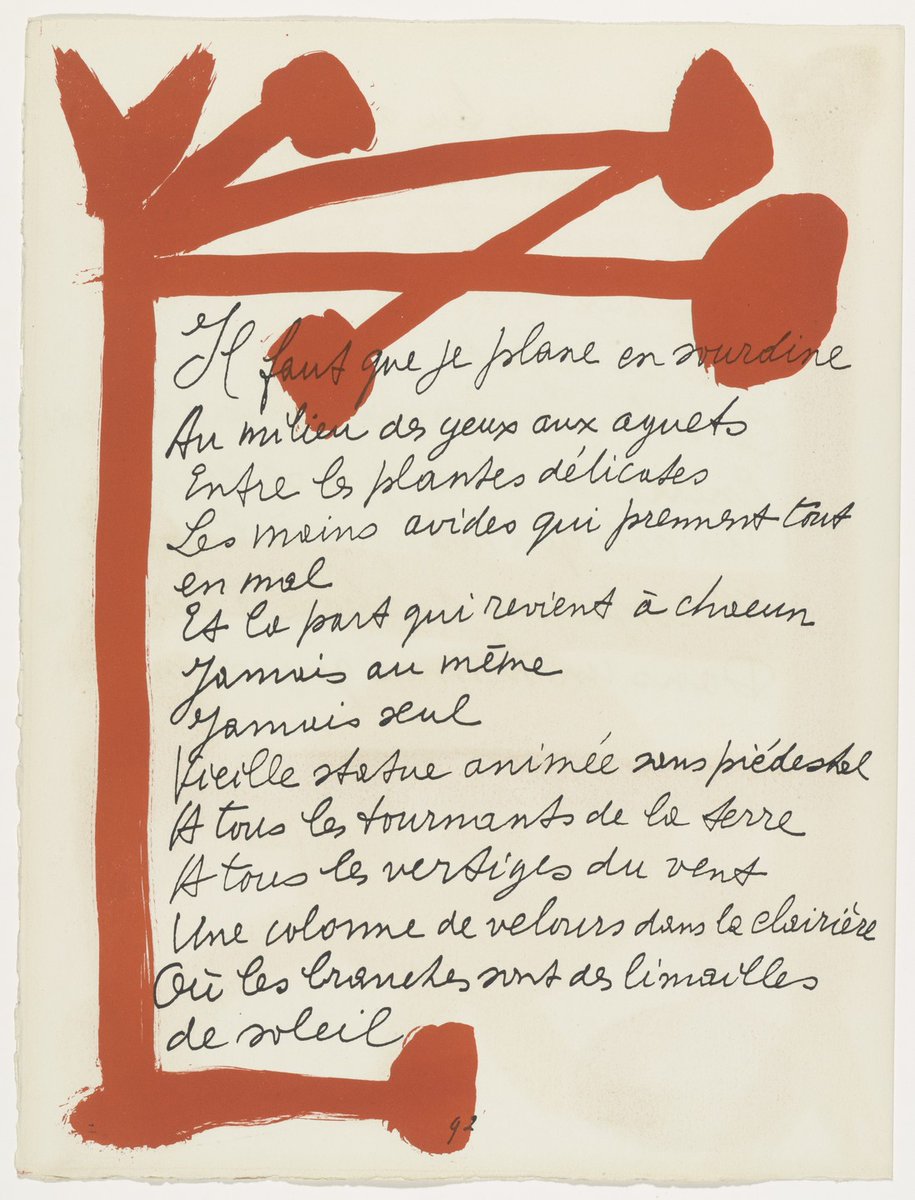 Il faut que je plane en sourdine
Au milieu des yeux aux aguets
Entre les plantes délicates
Les mains avides qui prennent tout
en mal
Et la part qui revient à chacun
Jamais au même
Jamais seul
Vieille statue animée sans piédestal
A tous les tournants de la terre
A tous les vertiges du vent
Une colonne de velours dans la clairière
Où les branches sont des limailles
de soleil
92